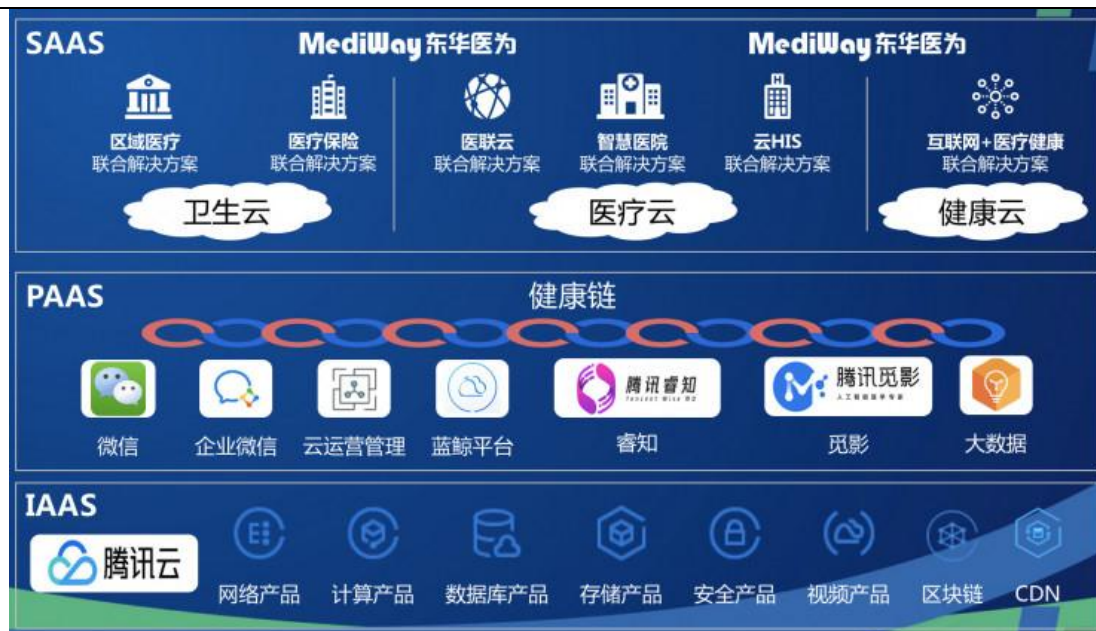 SAAS
MediWay东华医为
MediWay东华医为
区域医疗
联合解决方案
医疗保险
联合解决方案
医联云
联合解决方案
智慧医院
联合解决方案
云HIS
联合解决方案
互联网+医疗健康
联合解决方案
卫生云
医疗云
健康云
PAAS
健康链
腾讯睿知
腾讯觅影
人工智能医学专家
微信
企业微信
云运营管理
蓝鲸平台
睿知
觅影
大数据
IAAS
腾讯云
网络产品
计算产品
数据库产品
存储产品
安全产品
视频产品
区块链
CDN